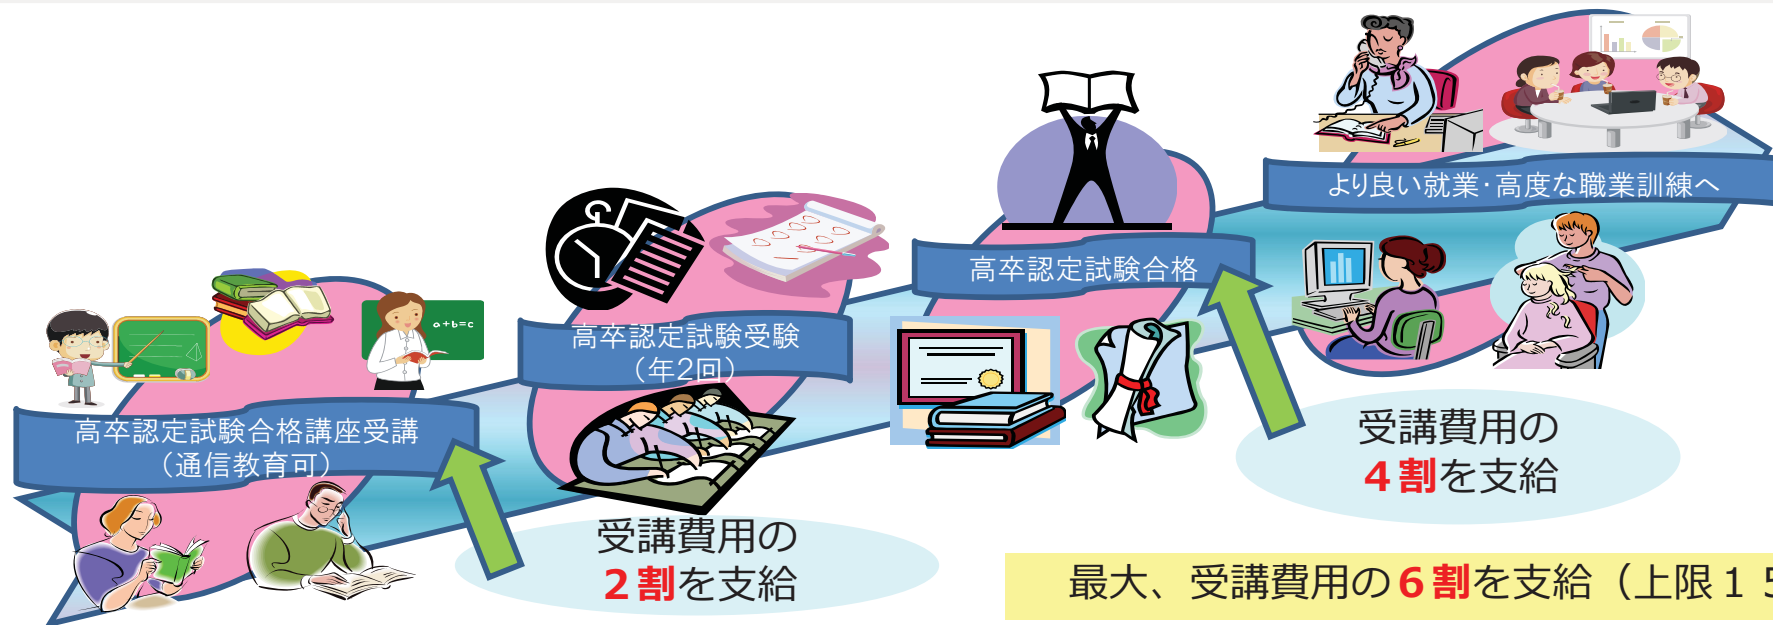 高卒認定試験合格講座受講
（通信教育可）
a+b=c
受講費用の
２割を支給
高卒認定試験受験
（年2回）
高卒認定試験合格
受講費用の
４割を支給
より良い就業・高度な職業訓練へ
最大、受講費用の６割を支給（上限１５